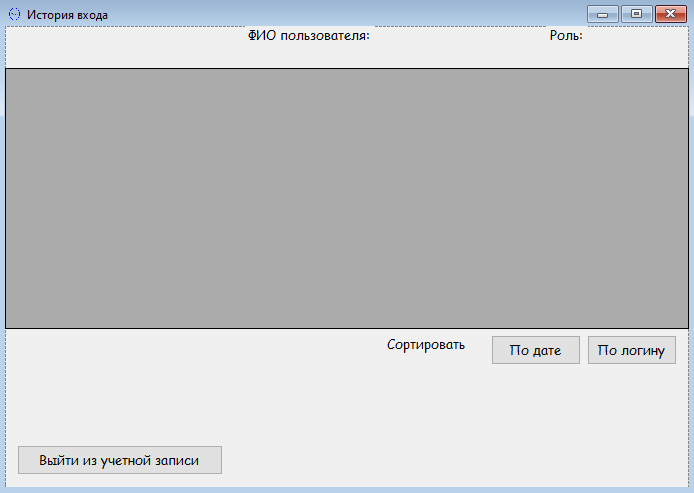 История входа
ФИО пользователя: Роль:
Сортировать По дате По логину
Выйти из учетной записи